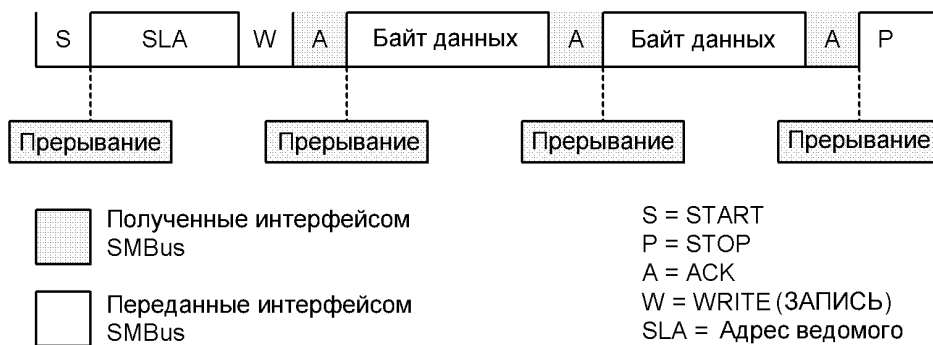 S SLA W A Байт данных A Байт данных A P
Прерывание Прерывание Прерывание Прерывание
Полученные интерфейсом
SMBus
Переданные интерфейсом
SMBus
S = START
P = STOP
A = ACK
W = WRITE (ЗАПИСЬ)
SLA = Адрес ведомого